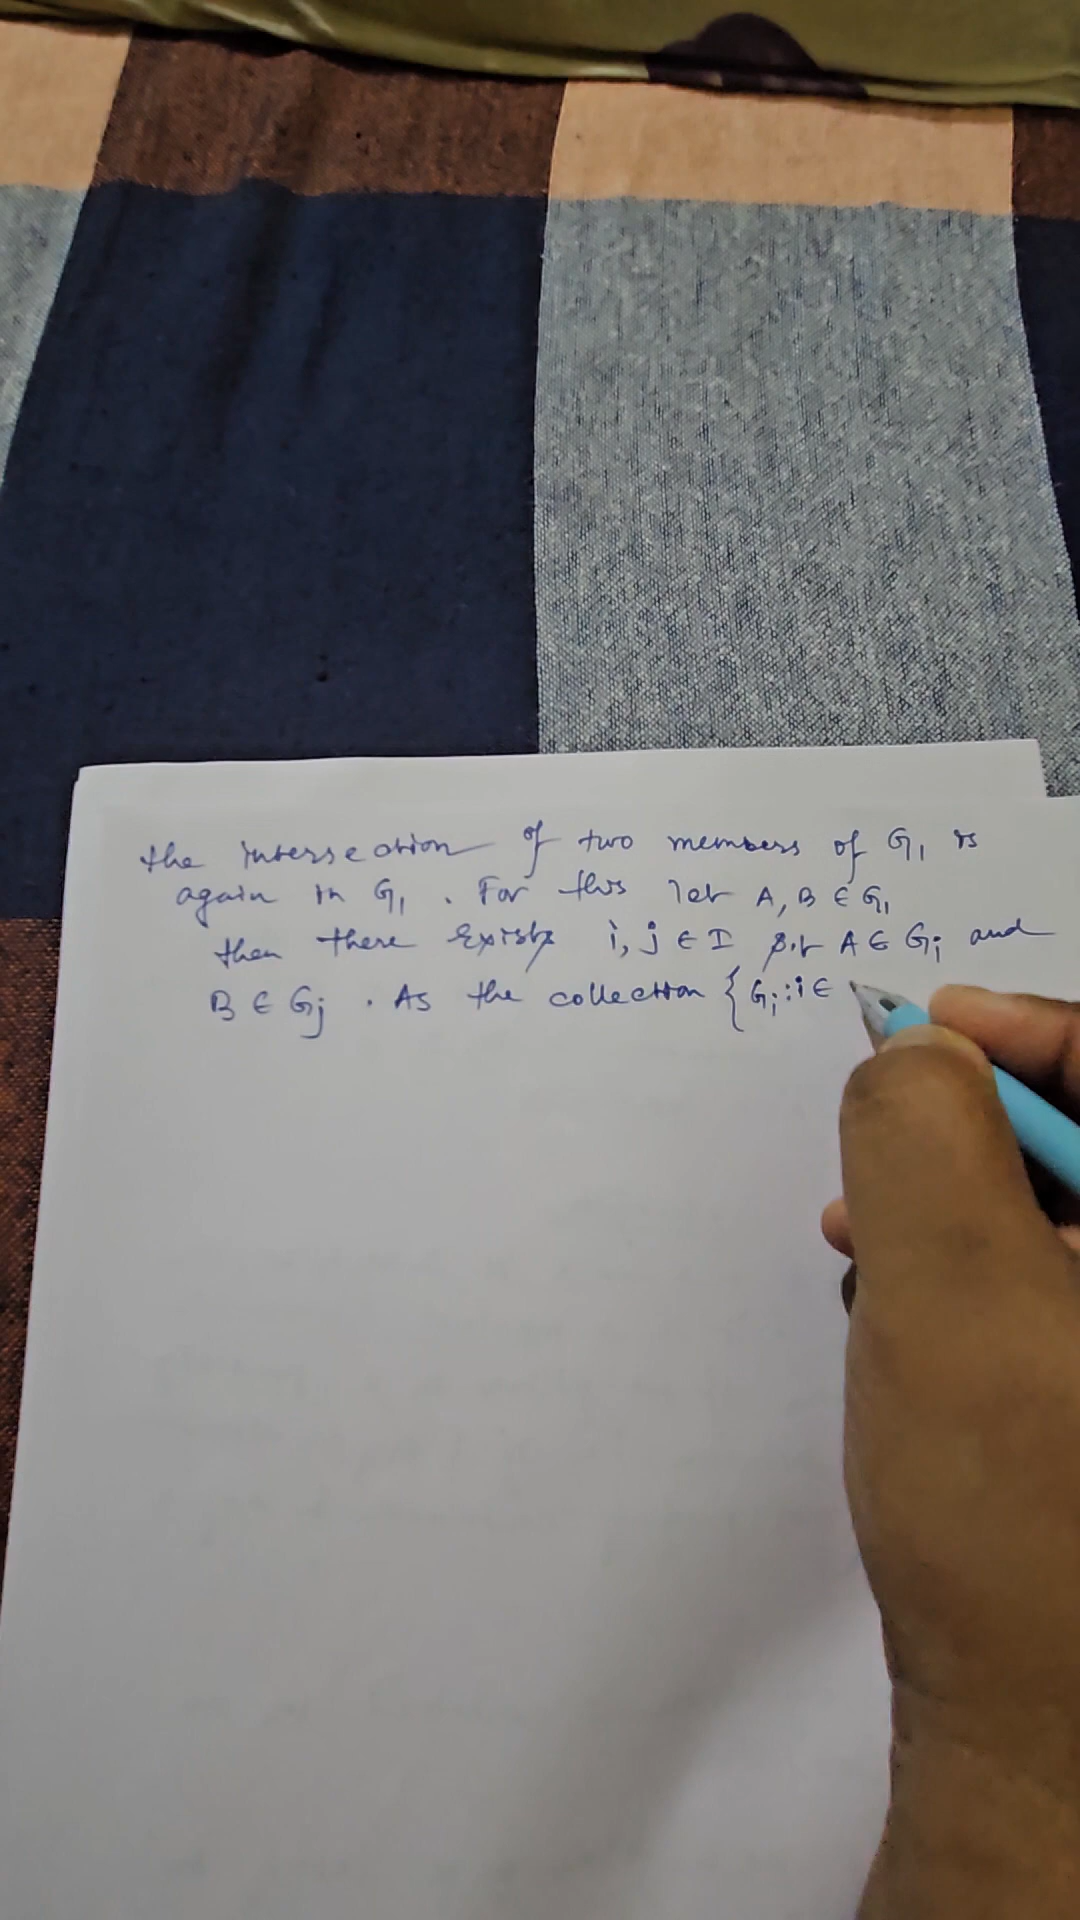 the intersection of two members of G₁ is
again in G₁ . For this let A, B ∈ G₁
then there exists i, j ∈ I s.t A ∈ Gᵢ and
B ∈ Gⱼ . As the collection { Gᵢ : i ∈